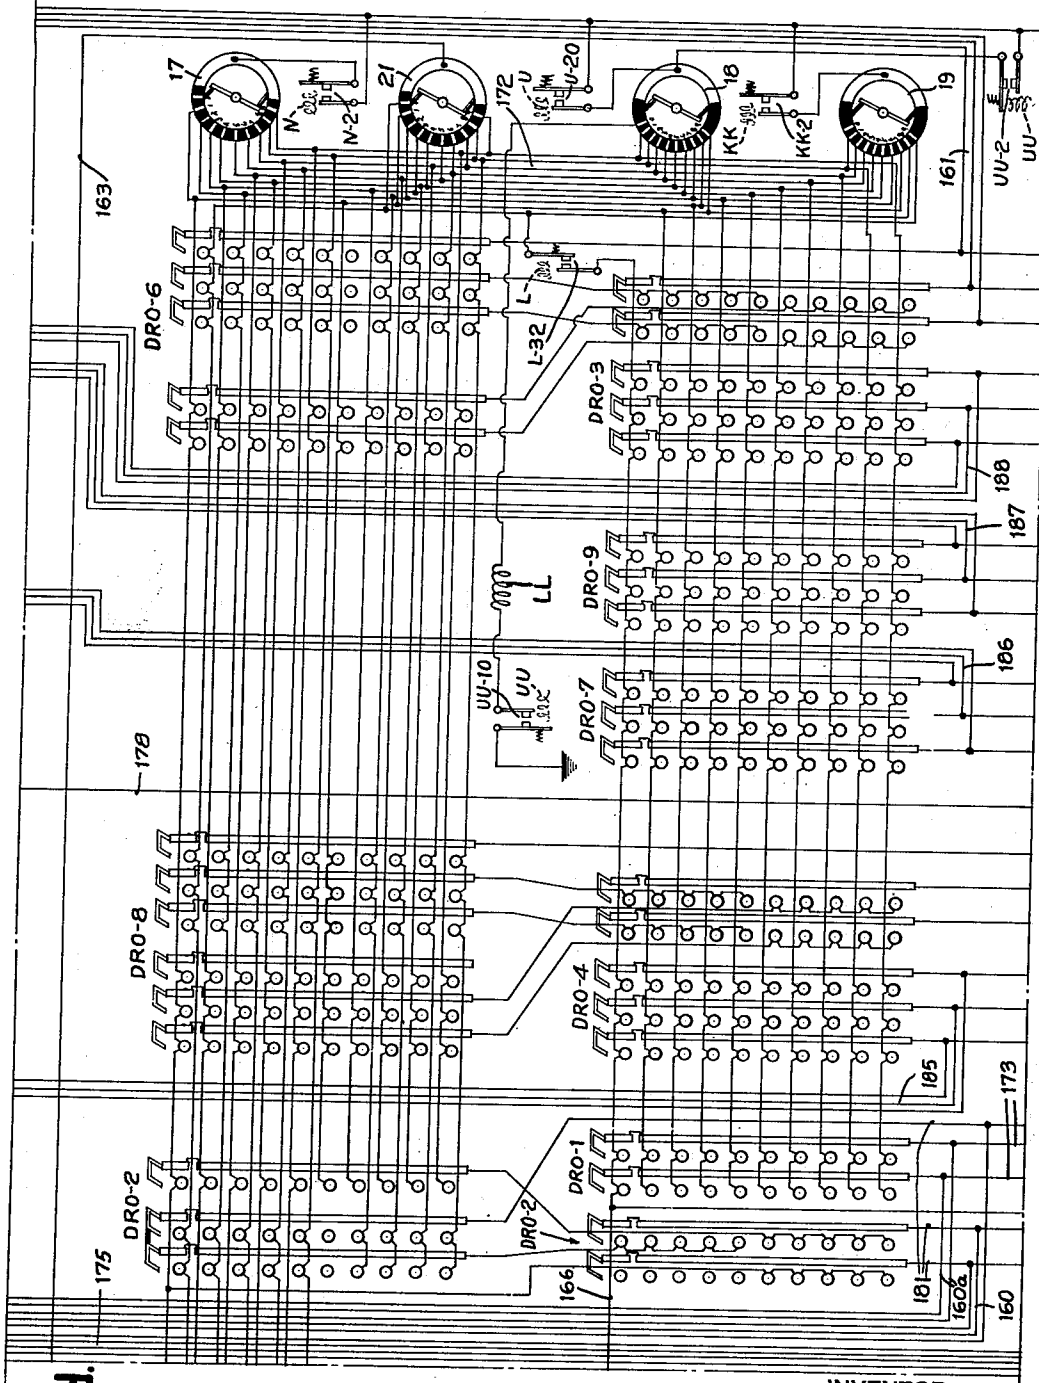 17
N
N-2
21
172
U
U-20
18
KK
KK-2
19
161
UU-2
UU
163
DRO-6
L
L-32
DRO-3
188
187
DRO-9
LL
UU-10
UU
DRO-7
186
178
DRO-8
DRO-4
185
173
DRO-2
DRO-1
DRO-2
175
166
181
160a
160